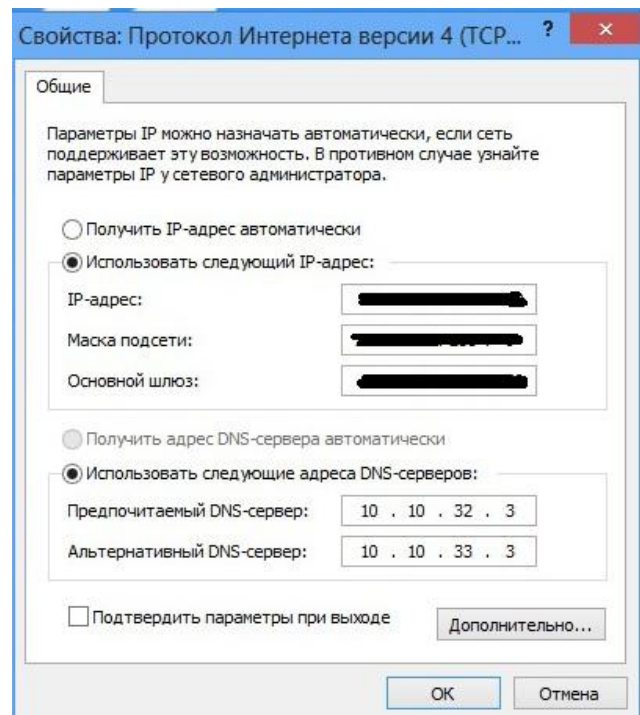 Свойства: Протокол Интернета версии 4 (TCP... ? ×
Общие
Параметры IP можно назначать автоматически, если сеть
поддерживает эту возможность. В противном случае узнайте
параметры IP у сетевого администратора.
Получить IP-адрес автоматически
Использовать следующий IP-адрес:
IP-адрес:
Маска подсети:
Основной шлюз:
Получить адрес DNS-сервера автоматически
Использовать следующие адреса DNS-серверов:
Предпочитаемый DNS-сервер: 10 . 10 . 32 . 3
Альтернативный DNS-сервер: 10 . 10 . 33 . 3
Подтвердить параметры при выходе
Дополнительно...
ОК Отмена